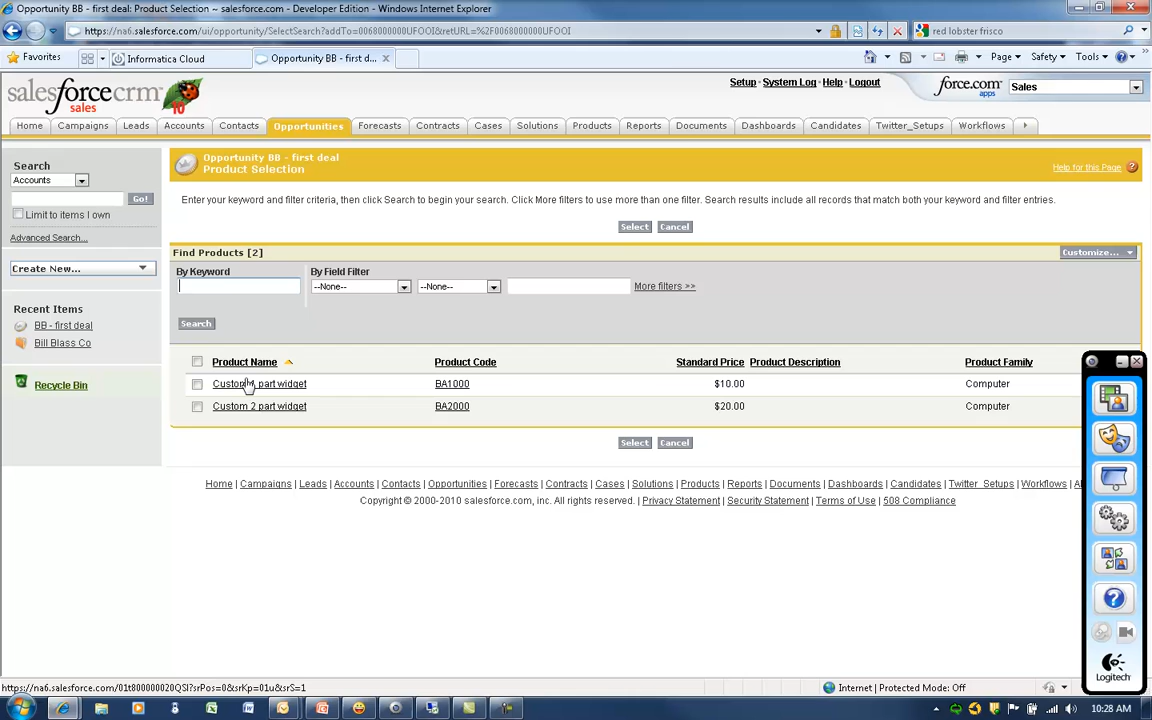 Opportunity BB - first deal: Product Selection ~ salesforce.com - Developer Edition - Windows Internet Explorer
https://na6.salesforce.com/ui/opportunity/SelectSearch?addTo=0068000000UFOOI&retURL=%2F0068000000UFOOI
red lobster frisco
Favorites
Informatica Cloud
Opportunity BB - first d...
Page
Safety
Tools
salesforcecrm
sales
10
Setup · System Log · Help · Logout
force.com
apps
Sales
Home
Campaigns
Leads
Accounts
Contacts
Opportunities
Forecasts
Contracts
Cases
Solutions
Products
Reports
Documents
Dashboards
Candidates
Twitter_Setups
Workflows
Search
Accounts
Go!
Limit to items I own
Advanced Search...
Create New...
Recent Items
BB - first deal
Bill Blass Co
Recycle Bin
Opportunity BB - first deal
Product Selection
Help for this Page
Enter your keyword and filter criteria, then click Search to begin your search. Click More filters to use more than one filter. Search results include all records that match both your keyword and filter entries.
Select
Cancel
Find Products [2]
Customize...
By Keyword
By Field Filter
--None--
--None--
More filters >>
Search
Product Name
Product Code
Standard Price
Product Description
Product Family
Custom 1 part widget
BA1000
$10.00
Computer
Custom 2 part widget
BA2000
$20.00
Computer
Select
Cancel
Home | Campaigns | Leads | Accounts | Contacts | Opportunities | Forecasts | Contracts | Cases | Solutions | Products | Reports | Documents | Dashboards | Candidates | Twitter_Setups | Workflows |
Copyright © 2000-2010 salesforce.com, inc. All rights reserved. | Privacy Statement | Security Statement | Terms of Use | 508 Compliance
Logitech
https://na6.salesforce.com/01t800000020QSI?srPos=0&srKp=01u&srS=1
Internet | Protected Mode: Off
10:28 AM